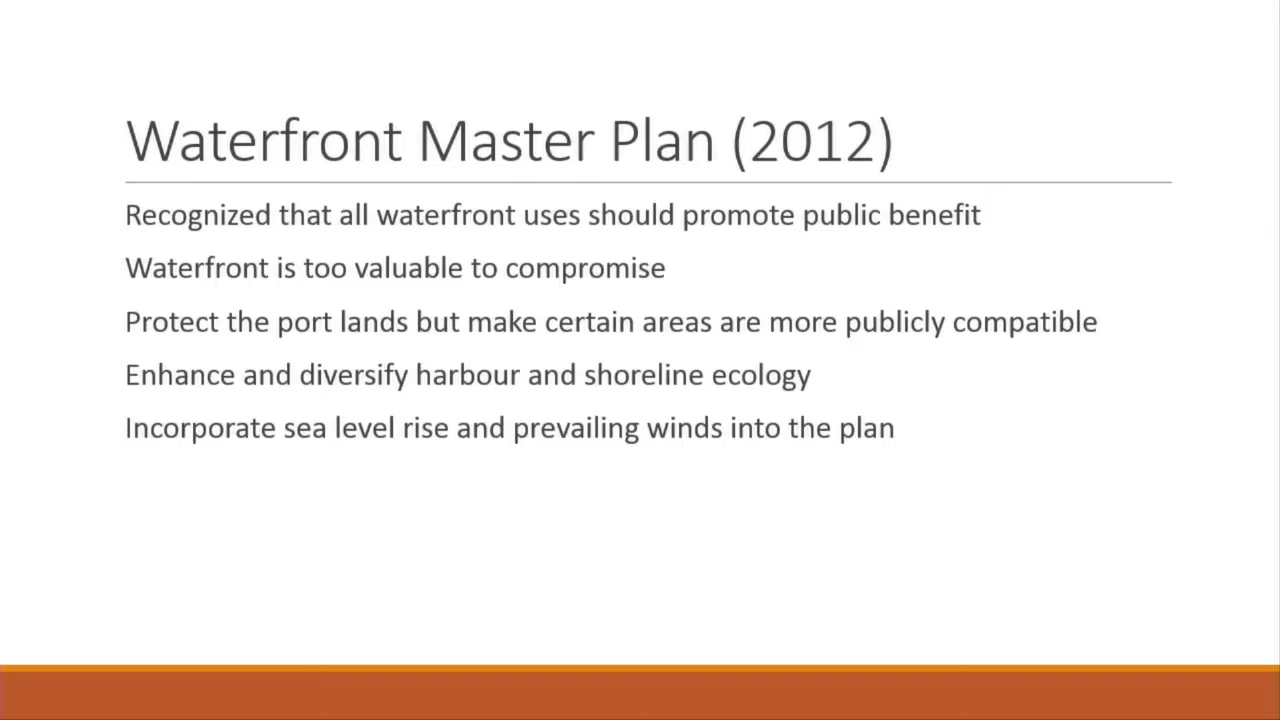 Waterfront Master Plan (2012)
Recognized that all waterfront uses should promote public benefit
Waterfront is too valuable to compromise
Protect the port lands but make certain areas are more publicly compatible
Enhance and diversify harbour and shoreline ecology
Incorporate sea level rise and prevailing winds into the plan